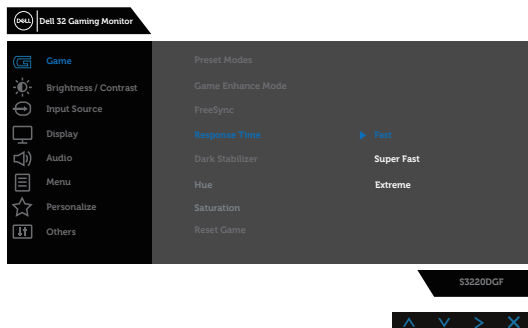 DELL Dell 32 Gaming Monitor
Game
Brightness / Contrast
Input Source
Display
Audio
Menu
Personalize
Others
Preset Modes
Game Enhance Mode
FreeSync
Response Time
Dark Stabilizer
Hue
Saturation
Reset Game
Fast
Super Fast
Extreme
S3220DGF